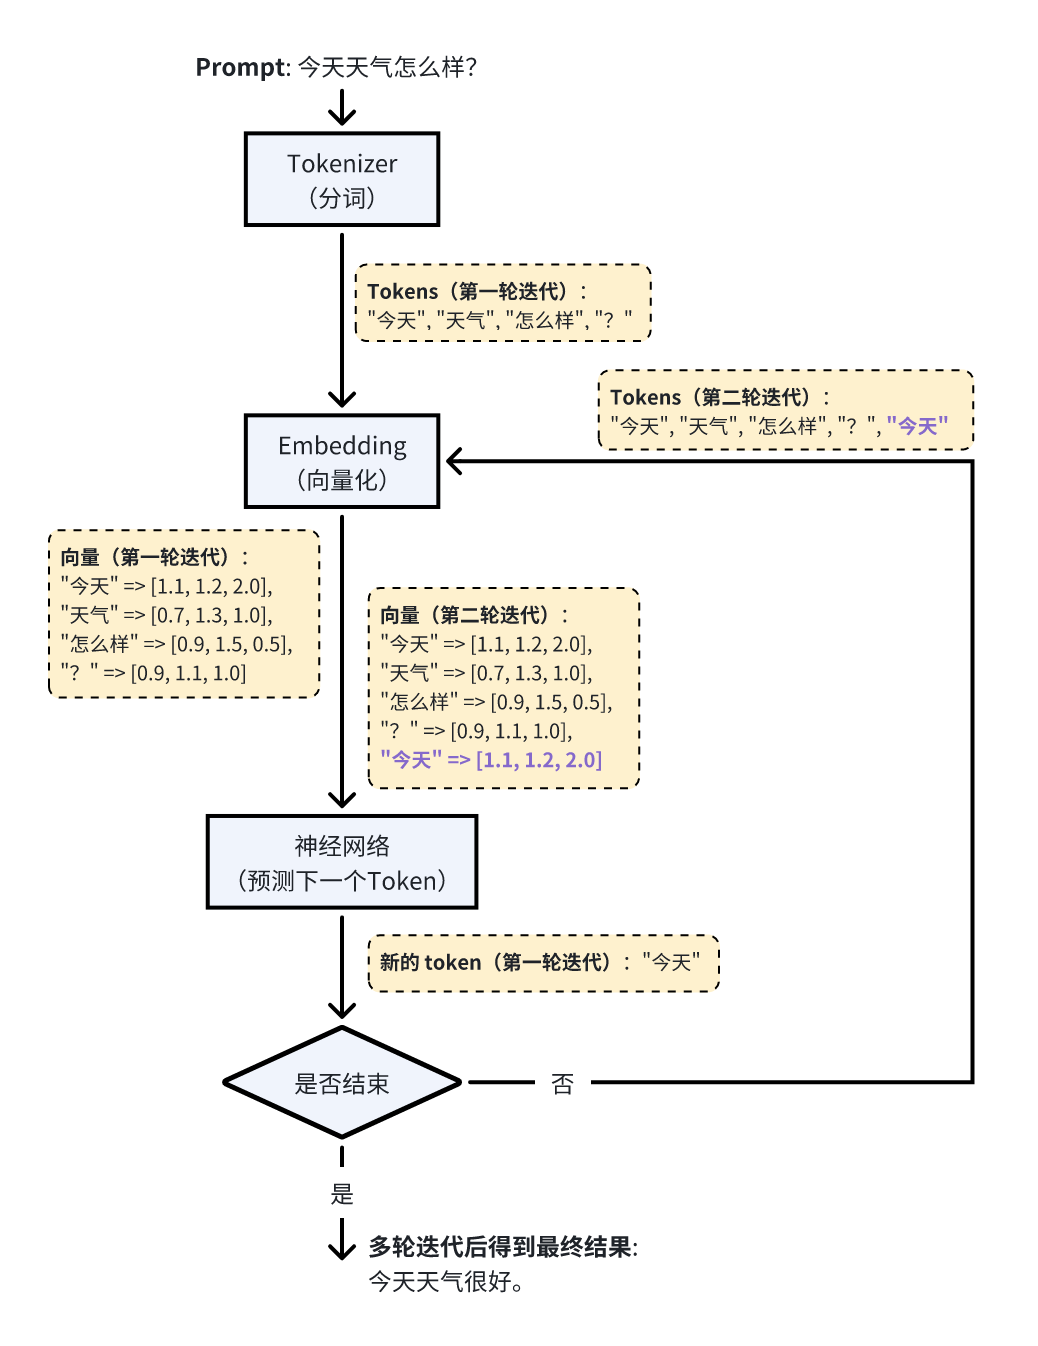 Prompt: 今天天气怎么样?
Tokenizer
（分词）
Tokens（第一轮迭代）:
"今天", "天气", "怎么样", "？"
Tokens（第二轮迭代）:
"今天", "天气", "怎么样", "？", "今天"
Embedding
（向量化）
向量（第一轮迭代）:
"今天" => [1.1, 1.2, 2.0],
"天气" => [0.7, 1.3, 1.0],
"怎么样" => [0.9, 1.5, 0.5],
"？" => [0.9, 1.1, 1.0]
向量（第二轮迭代）:
"今天" => [1.1, 1.2, 2.0],
"天气" => [0.7, 1.3, 1.0],
"怎么样" => [0.9, 1.5, 0.5],
"？" => [0.9, 1.1, 1.0],
"今天" => [1.1, 1.2, 2.0]
神经网络
（预测下一个Token）
新的 token（第一轮迭代）: "今天"
是否结束
否
是
多轮迭代后得到最终结果:
今天天气很好。